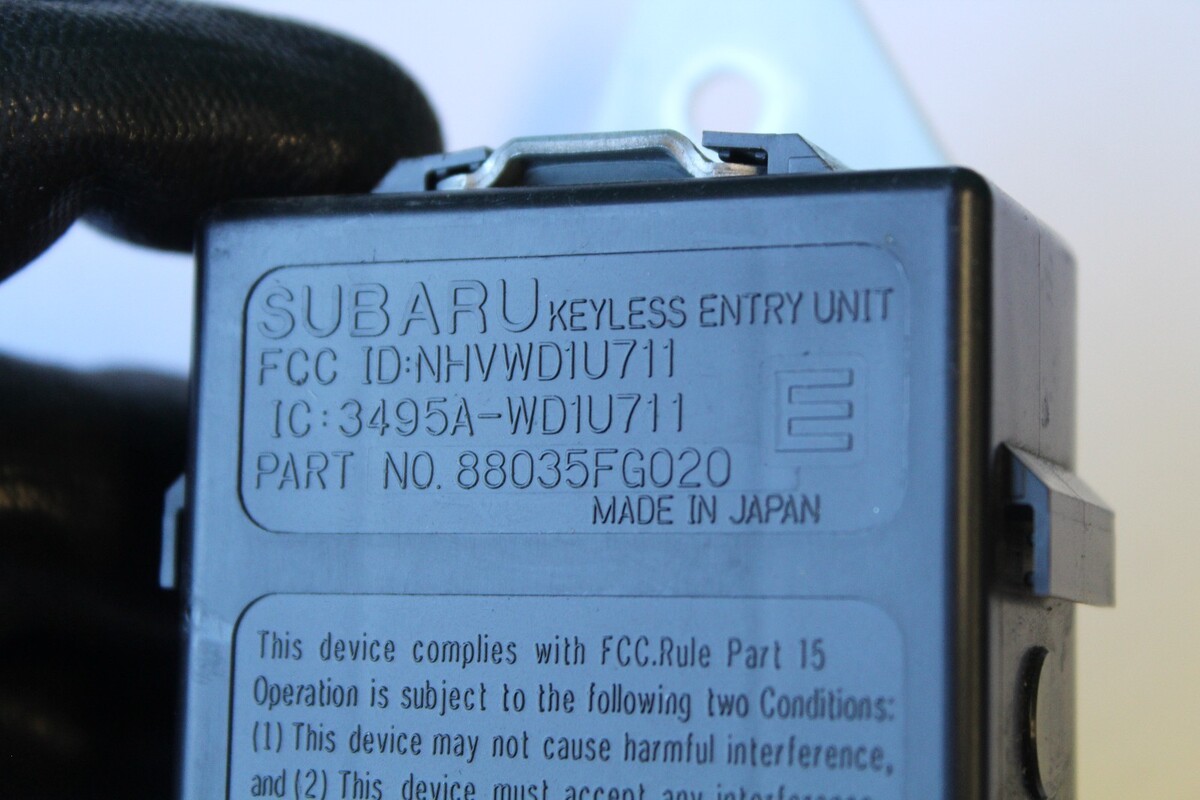 SUBARU KEYLESS ENTRY UNIT
FCC ID:NHVWD1U711
IC:3495A-WD1U711
E
PART NO. 88035FG020
MADE IN JAPAN
This device complies with FCC.Rule Part 15
Operation is subject to the following two Conditions:
(1) This device may not cause harmful interference,
and (2) This device must accept any interference